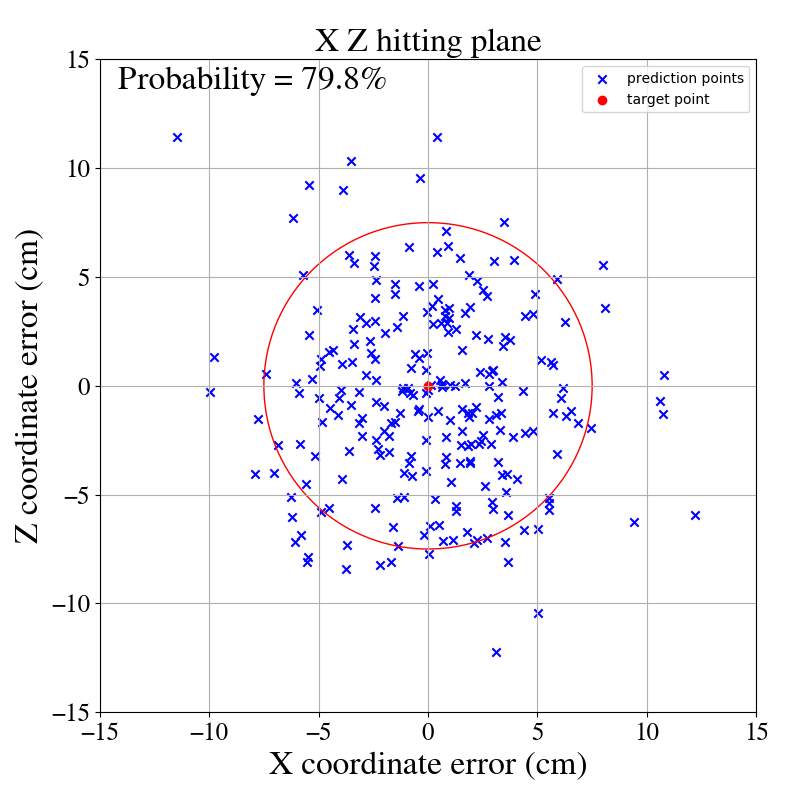 X Z hitting plane
Probability = 79.8%
prediction points
target point
Z coordinate error (cm)
15
10
5
0
−5
−10
−15
−15 −10 −5 0 5 10 15
X coordinate error (cm)